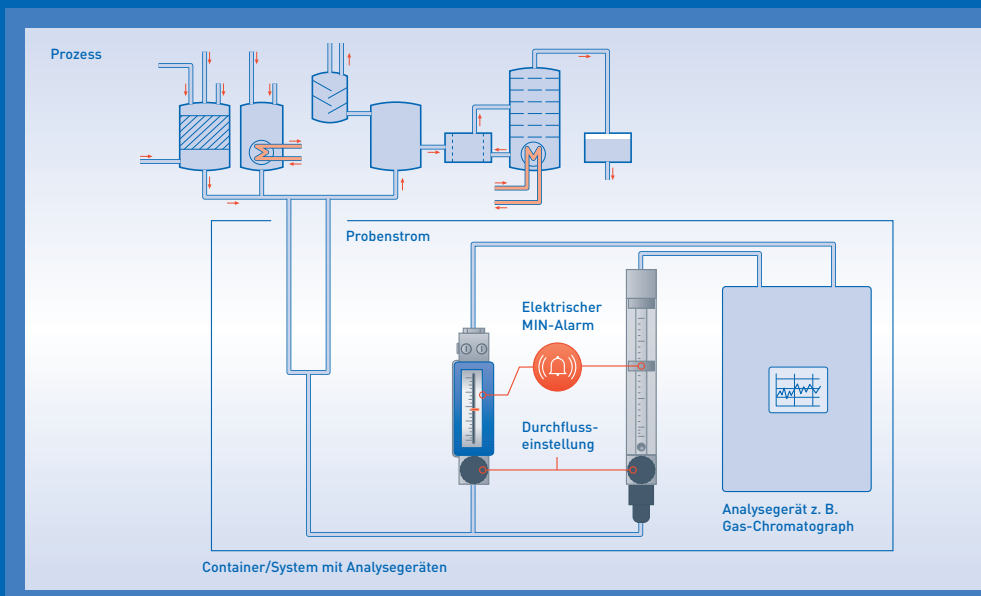 Prozess
Probenstrom
Elektrischer
MIN-Alarm
Durchfluss-
einstellung
Analysegerät z. B.
Gas-Chromatograph
Container/System mit Analysegeräten